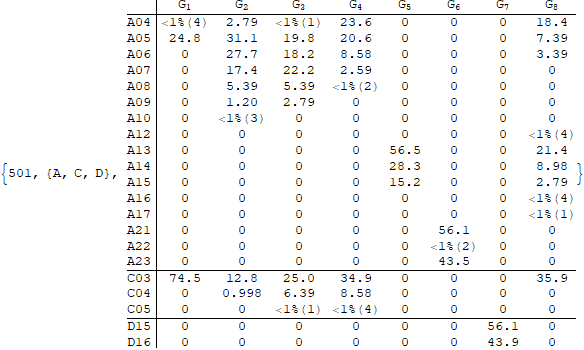 G1 G2 G3 G4 G5 G6 G7 G8
A04 <1%(4) 2.79 <1%(1) 23.6 0 0 0 18.4
A05 24.8 31.1 19.8 20.6 0 0 0 7.39
A06 0 27.7 18.2 8.58 0 0 0 3.39
A07 0 17.4 22.2 2.59 0 0 0 0
A08 0 5.39 5.39 <1%(2) 0 0 0 0
A09 0 1.20 2.79 0 0 0 0 0
A10 0 <1%(3) 0 0 0 0 0 0
A12 0 0 0 0 0 0 0 <1%(4)
A13 0 0 0 0 56.5 0 0 21.4
{501, {A, C, D}, A14 0 0 0 0 28.3 0 0 8.98 }
A15 0 0 0 0 15.2 0 0 2.79
A16 0 0 0 0 0 0 0 <1%(4)
A17 0 0 0 0 0 0 0 <1%(1)
A21 0 0 0 0 0 56.1 0 0
A22 0 0 0 0 0 <1%(2) 0 0
A23 0 0 0 0 0 43.5 0 0
C03 74.5 12.8 25.0 34.9 0 0 0 35.9
C04 0 0.998 6.39 8.58 0 0 0 0
C05 0 0 <1%(1) <1%(4) 0 0 0 0
D15 0 0 0 0 0 0 56.1 0
D16 0 0 0 0 0 0 43.9 0